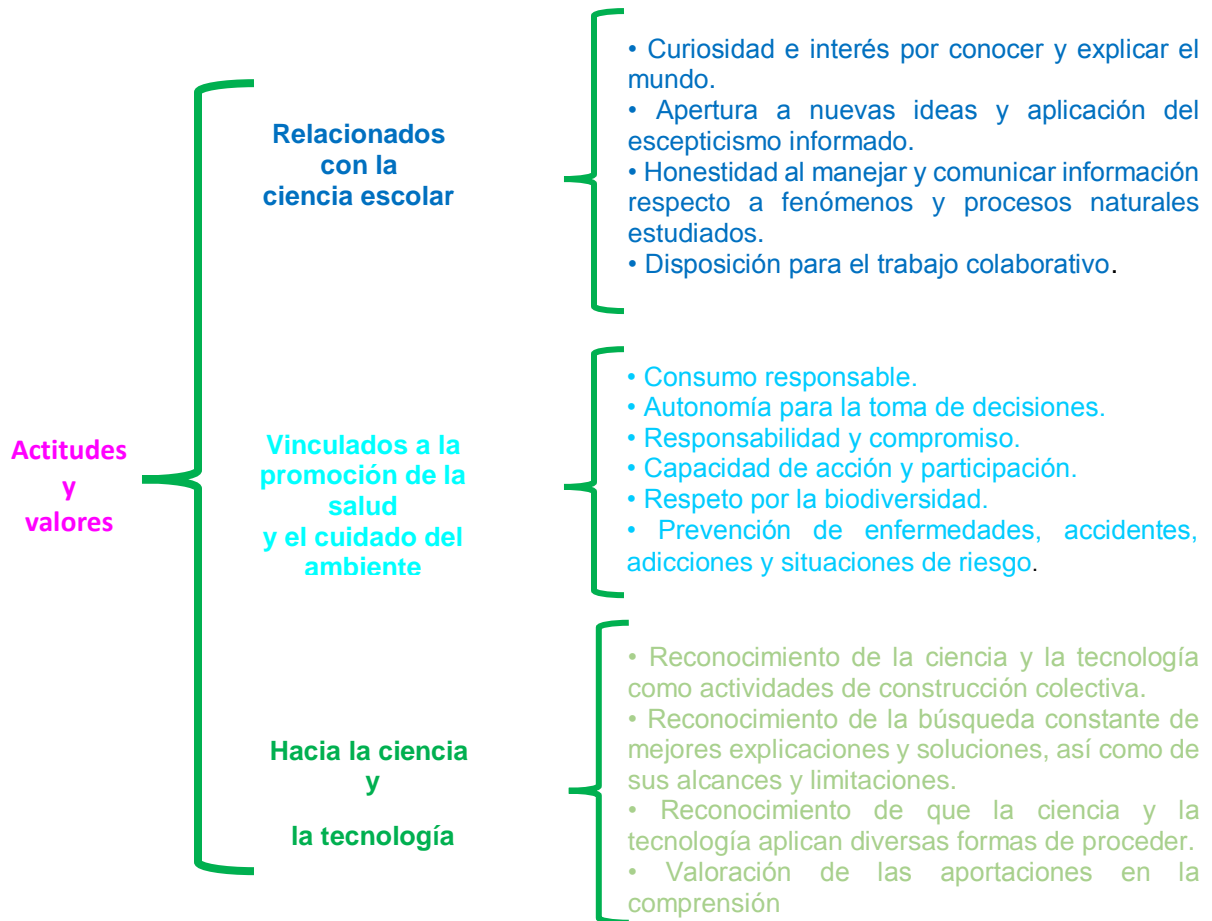 Actitudes
y
valores
Relacionados
con la
ciencia escolar
• Curiosidad e interés por conocer y explicar el
mundo.
• Apertura a nuevas ideas y aplicación del
escepticismo informado.
• Honestidad al manejar y comunicar información
respecto a fenómenos y procesos naturales
estudiados.
• Disposición para el trabajo colaborativo.
Vinculados a la
promoción de la
salud
y el cuidado del
ambiente
• Consumo responsable.
• Autonomía para la toma de decisiones.
• Responsabilidad y compromiso.
• Capacidad de acción y participación.
• Respeto por la biodiversidad.
• Prevención de enfermedades, accidentes,
adicciones y situaciones de riesgo.
Hacia la ciencia
y
la tecnología
• Reconocimiento de la ciencia y la tecnología
como actividades de construcción colectiva.
• Reconocimiento de la búsqueda constante de
mejores explicaciones y soluciones, así como de
sus alcances y limitaciones.
• Reconocimiento de que la ciencia y la
tecnología aplican diversas formas de proceder.
• Valoración de las aportaciones en la
comprensión